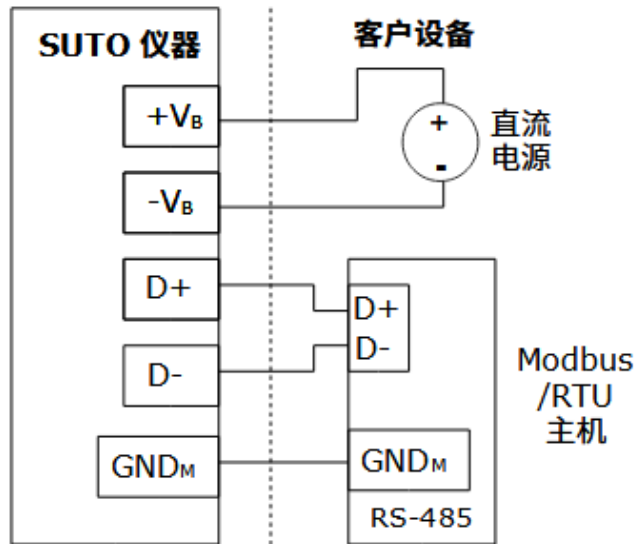 SUTO 仪器
客户设备
+VB
+
直流
电源
-
-VB
D+
D+
D-
D-
Modbus
/RTU
主机
GNDM
GNDM
RS-485